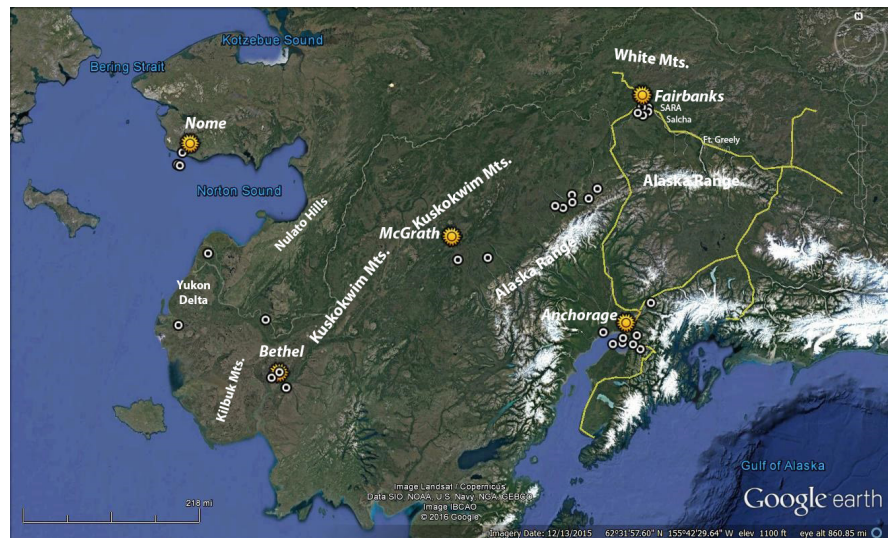 N
Kotzebue Sound
Bering Strait
White Mts.
Fairbanks
SARA
Salcha
Nome
Ft. Greely
Norton Sound
Alaska Range
Kuskokwim Mts.
Nulato Hills
McGrath
Alaska Range
Kuskokwim Mts.
Yukon
Delta
Anchorage
Bethel
Kilbuk Mts.
Gulf of Alaska
Image Landsat / Copernicus
Data SIO, NOAA, U.S. Navy, NGA, GEBCO
Image IBCAO
© 2016 Google
Google earth
218 mi
Imagery Date: 12/13/2015 62°31'57.60" N 155°42'29.64" W elev 1100 ft eye alt 860.85 mi